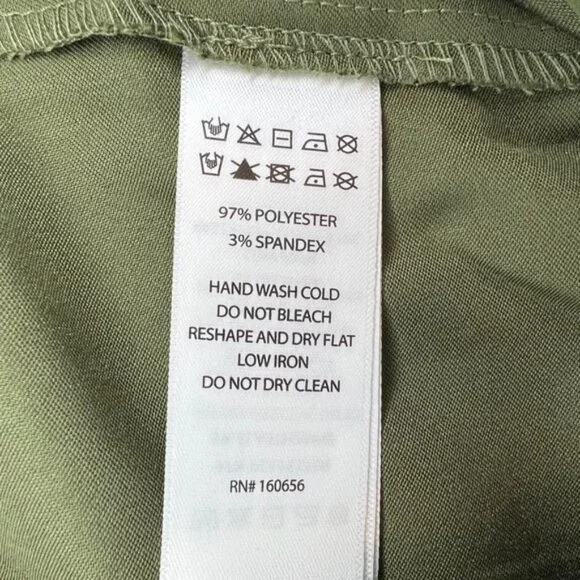 97% POLYESTER
3% SPANDEX
HAND WASH COLD
DO NOT BLEACH
RESHAPE AND DRY FLAT
LOW IRON
DO NOT DRY CLEAN
RN# 160656